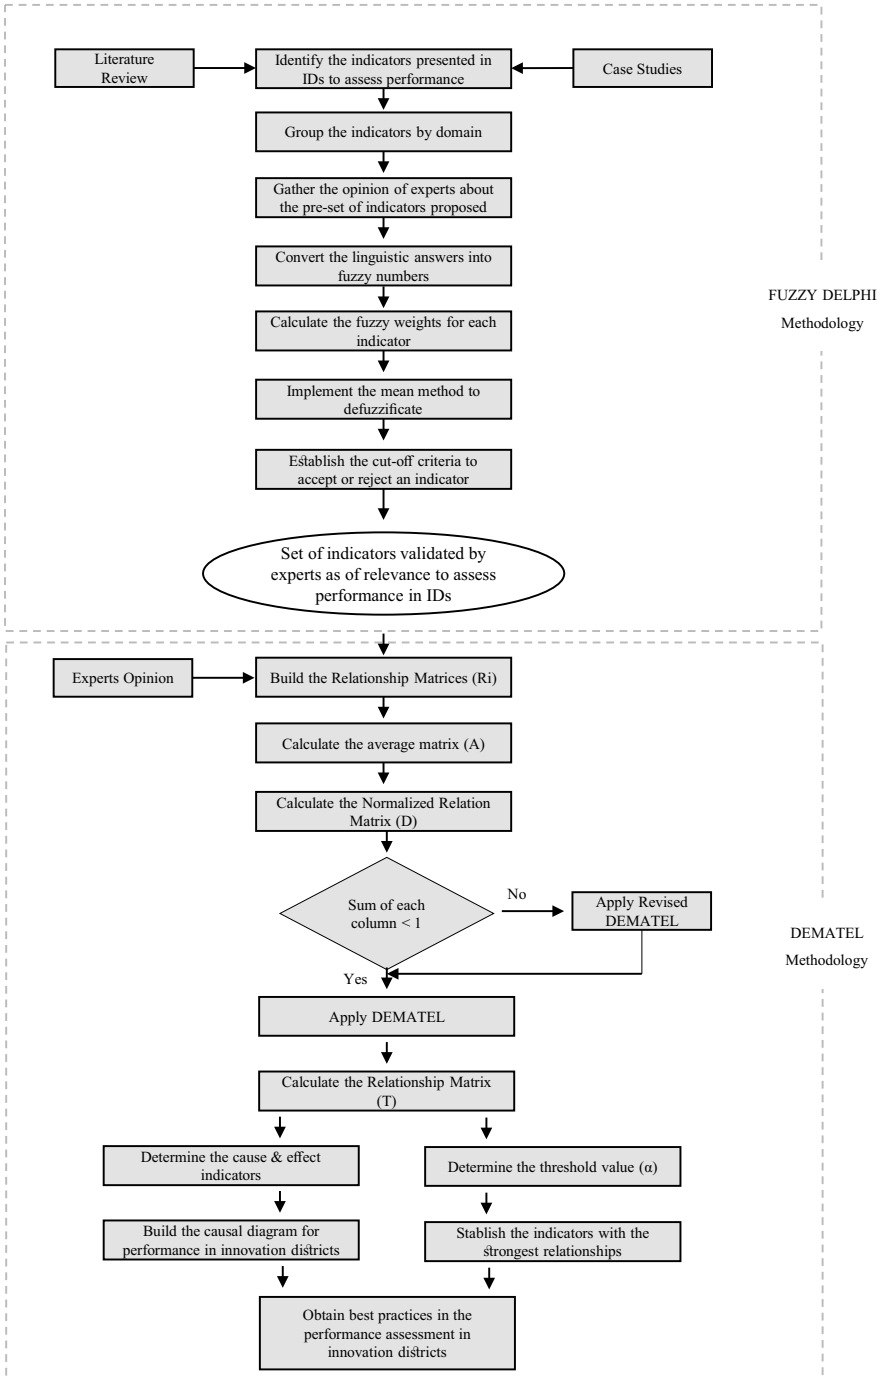 Literature
Review
Identify the indicators presented in
IDs to assess performance
Case Studies
Group the indicators by domain
Gather the opinion of experts about
the pre-set of indicators proposed
Convert the linguistic answers into
fuzzy numbers
Calculate the fuzzy weights for each
indicator
Implement the mean method to
defuzzificate
Establish the cut-off criteria to
accept or reject an indicator
Set of indicators validated by
experts as of relevance to assess
performance in IDs
FUZZY DELPHI
Methodology
Experts Opinion
Build the Relationship Matrices (Ri)
Calculate the average matrix (A)
Calculate the Normalized Relation
Matrix (D)
Sum of each
column < 1
No
Apply Revised
DEMATEL
Yes
DEMATEL
Methodology
Apply DEMATEL
Calculate the Relationship Matrix
(T)
Determine the cause & effect
indicators
Determine the threshold value (α)
Build the causal diagram for
performance in innovation districts
Stablish the indicators with the
strongest relationships
Obtain best practices in the
performance assessment in
innovation districts